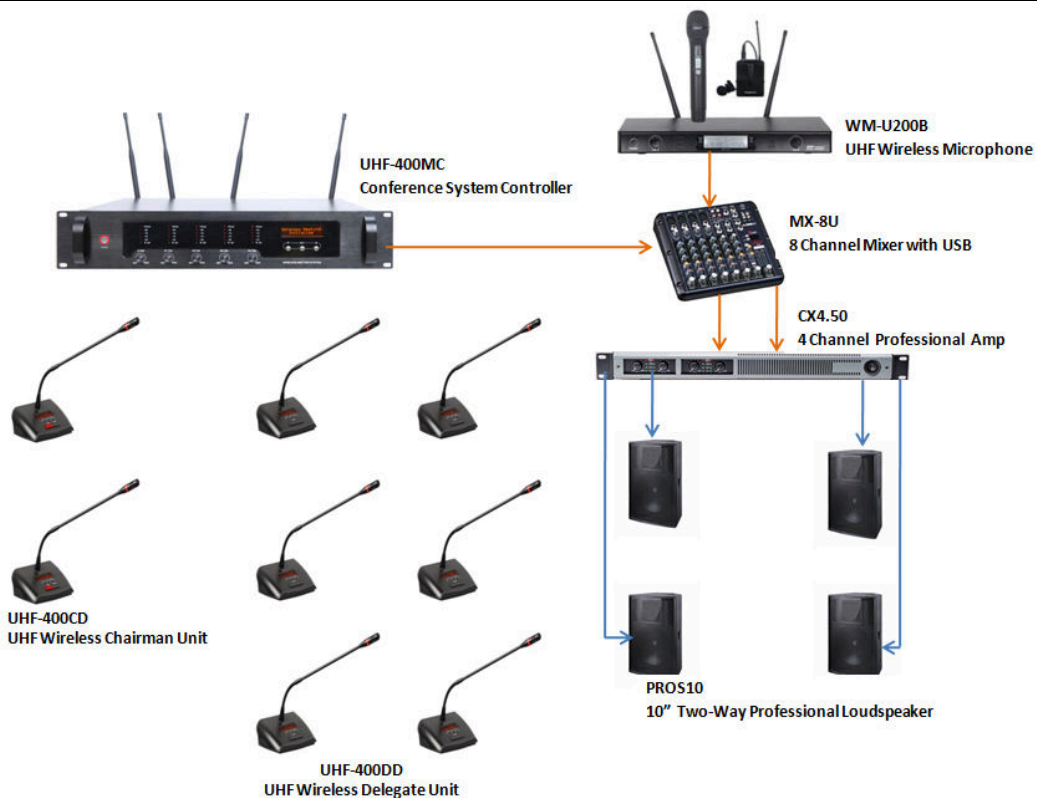 WM-U200B
UHF Wireless Microphone
UHF-400MC
Conference System Controller
MX-8U
8 Channel Mixer with USB
CX4.50
4 Channel Professional Amp
UHF-400CD
UHF Wireless Chairman Unit
PROS10
10” Two-Way Professional Loudspeaker
UHF-400DD
UHF Wireless Delegate Unit